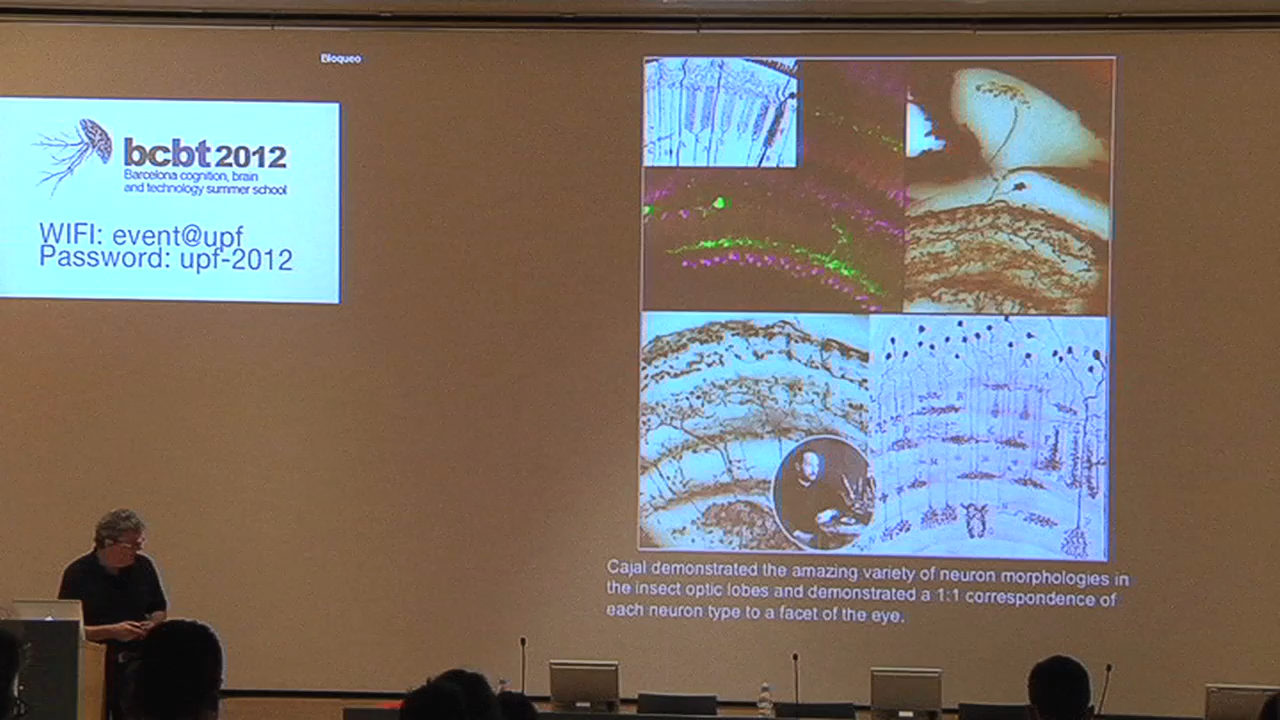 Bloqueo
bcbt 2012
Barcelona cognition, brain
and technology summer school
WIFI: event@upf
Password: upf-2012
Cajal demonstrated the amazing variety of neuron morphologies in
the insect optic lobes and demonstrated a 1:1 correspondence of
each neuron type to a facet of the eye.